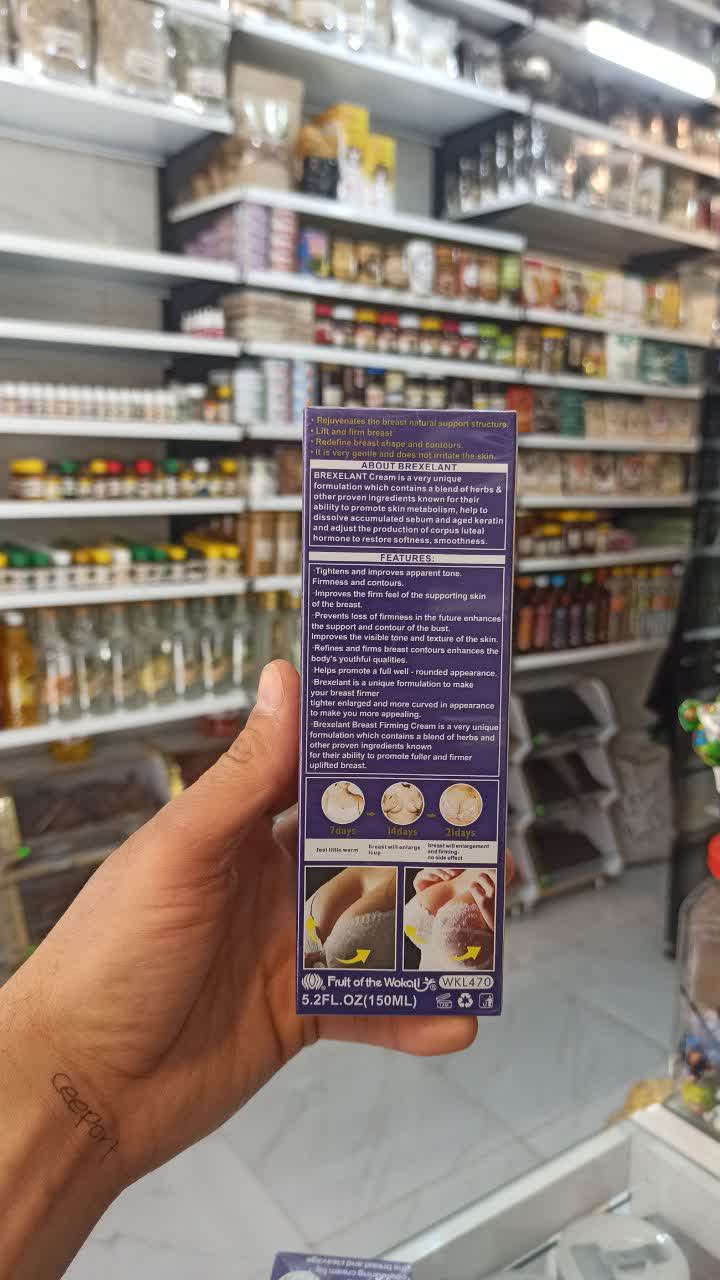 · Rejuvenates the breast natural support structure.
· Lift and firm breast
· Redefine breast shape and contours.
· It is very gentle and does not irritate the skin.
ABOUT BREXELANT
BREXELANT Cream is a very unique
formulation which contains a blend of herbs &
other proven ingredients known for their
ability to promote skin metabolism, help to
dissolve accumulated sebum and aged keratin
and adjust the production of corpus luteal
hormone to restore softness, smoothness.
FEATURES:
·Tightens and improves apparent tone.
Firmness and contours.
·Improves the firm feel of the supporting skin
of the breast.
·Prevents loss of firmness in the future enhances
the support and contour of the bust.
Improves the visible tone and texture of the skin.
·Refines and firms breast contours enhances the
body's youthful qualities.
·Helps promote a full well - rounded appearance.
·Brexelant is a unique formulation to make
your breast firmer
tighter enlarged and more curved in appearance
to make you more appealing.
·Brexelant Breast Firming Cream is a very unique
formulation which contains a blend of herbs and
other proven ingredients known
for their ability to promote fuller and firmer
uplifted breast.
7days 14days 21days
feel little warm
breast will enlarge
is up
breast will enlargement
and firming.
no side effect
Fruit of the Wokali WKL470
5.2FL.OZ(150ML)
Ceeport
the breast and cleavage